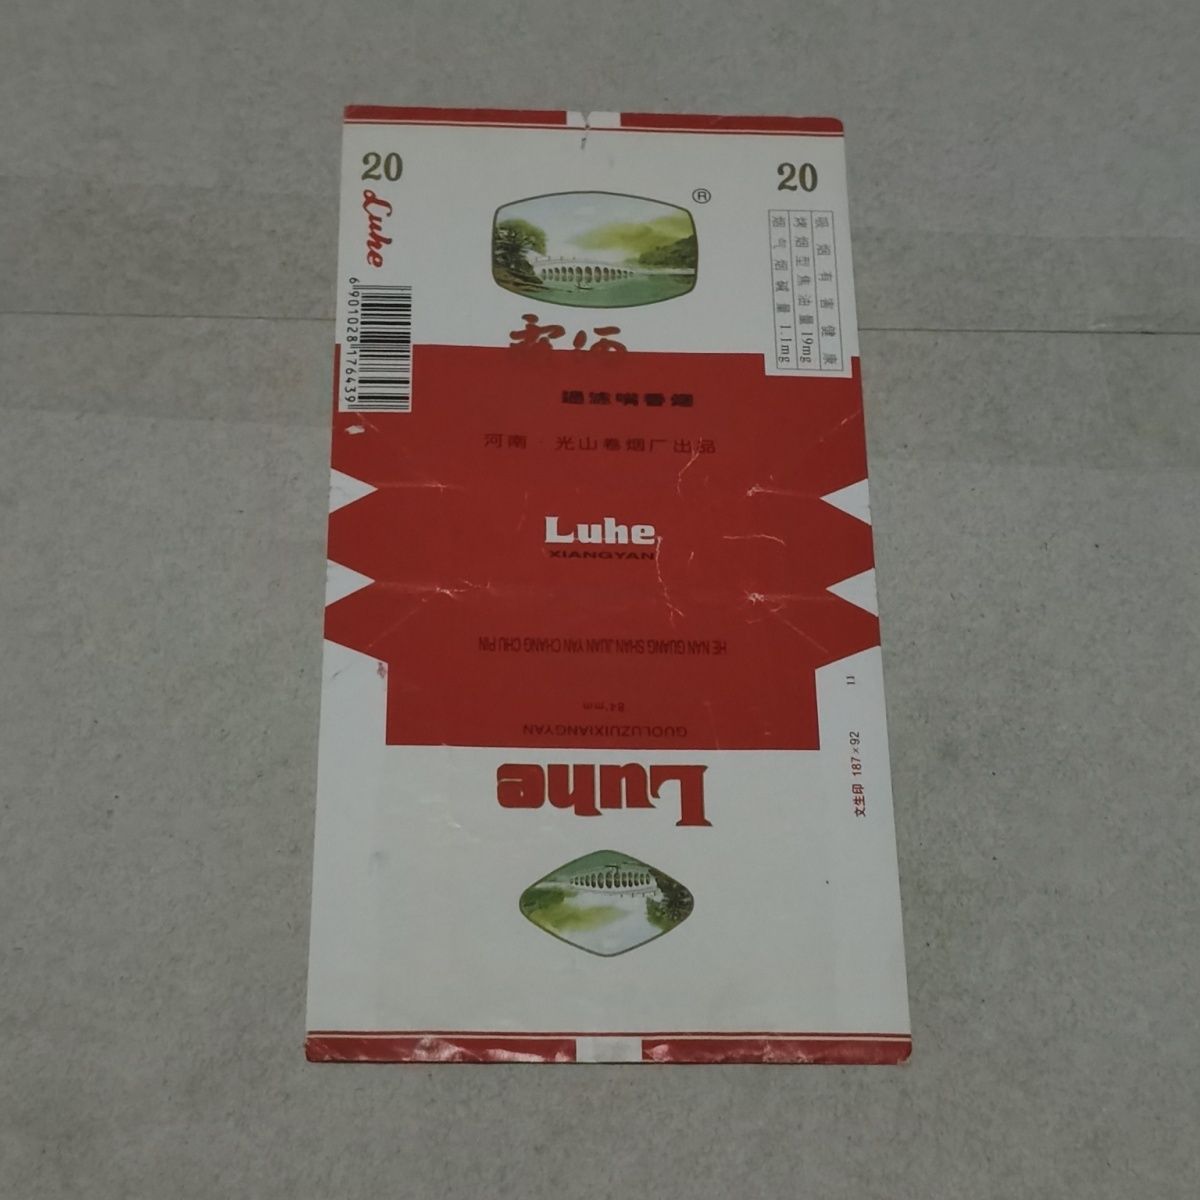 20
20
Luhe
®
吸烟有害健康
烤烟型焦油量19mg
烟气烟碱量1.1mg
6901028176439
過滤嘴香烟
河南·光山卷烟厂出品
Luhe
XIANGYAN
HE NAN GUANG SHAN JUAN YAN CHANG CHU PIN
84 mm
GUOLUZUIXIANGYAN
Luhe
文生印 187×92